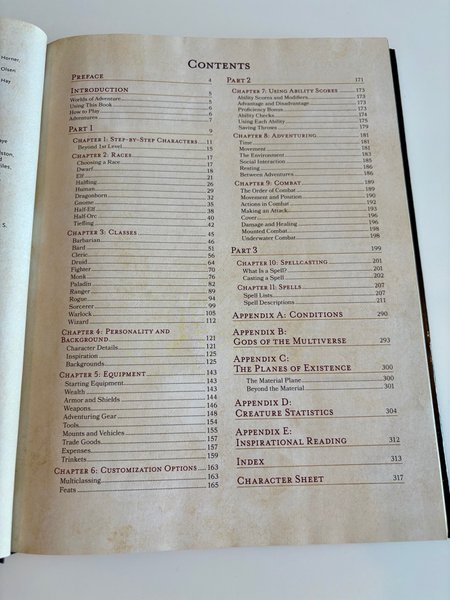 Horner,
Olsen
Hay
ye
lston,
iles,
S.
CONTENTS
PREFACE 4
INTRODUCTION 5
Worlds of Adventure 5
Using This Book 5
How to Play 6
Adventures 7
PART 1 9
CHAPTER 1: STEP-BY-STEP CHARACTERS 11
Beyond 1st Level 15
CHAPTER 2: RACES 17
Choosing a Race 17
Dwarf 18
Elf 21
Halfling 26
Human 29
Dragonborn 32
Gnome 35
Half-Elf 38
Half-Orc 40
Tiefling 42
CHAPTER 3: CLASSES 45
Barbarian 46
Bard 51
Cleric 56
Druid 64
Fighter 70
Monk 76
Paladin 82
Ranger 89
Rogue 94
Sorcerer 99
Warlock 105
Wizard 112
CHAPTER 4: PERSONALITY AND
BACKGROUND 121
Character Details 121
Inspiration 125
Backgrounds 125
CHAPTER 5: EQUIPMENT 143
Starting Equipment 143
Wealth 143
Armor and Shields 144
Weapons 146
Adventuring Gear 148
Tools 154
Mounts and Vehicles 155
Trade Goods 157
Expenses 157
Trinkets 159
CHAPTER 6: CUSTOMIZATION OPTIONS 163
Multiclassing 163
Feats 165
PART 2 171
CHAPTER 7: USING ABILITY SCORES 173
Ability Scores and Modifiers 173
Advantage and Disadvantage 173
Proficiency Bonus 173
Ability Checks 174
Using Each Ability 175
Saving Throws 179
CHAPTER 8: ADVENTURING 181
Time 181
Movement 181
The Environment 183
Social Interaction 185
Resting 186
Between Adventures 186
CHAPTER 9: COMBAT 189
The Order of Combat 189
Movement and Position 190
Actions in Combat 192
Making an Attack 193
Cover 196
Damage and Healing 196
Mounted Combat 198
Underwater Combat 198
PART 3 199
CHAPTER 10: SPELLCASTING 201
What Is a Spell? 201
Casting a Spell 202
CHAPTER 11: SPELLS 207
Spell Lists 207
Spell Descriptions 211
APPENDIX A: CONDITIONS 290
APPENDIX B:
GODS OF THE MULTIVERSE 293
APPENDIX C:
THE PLANES OF EXISTENCE 300
The Material Plane 300
Beyond the Material 301
APPENDIX D:
CREATURE STATISTICS 304
APPENDIX E:
INSPIRATIONAL READING 312
INDEX 313
CHARACTER SHEET 317